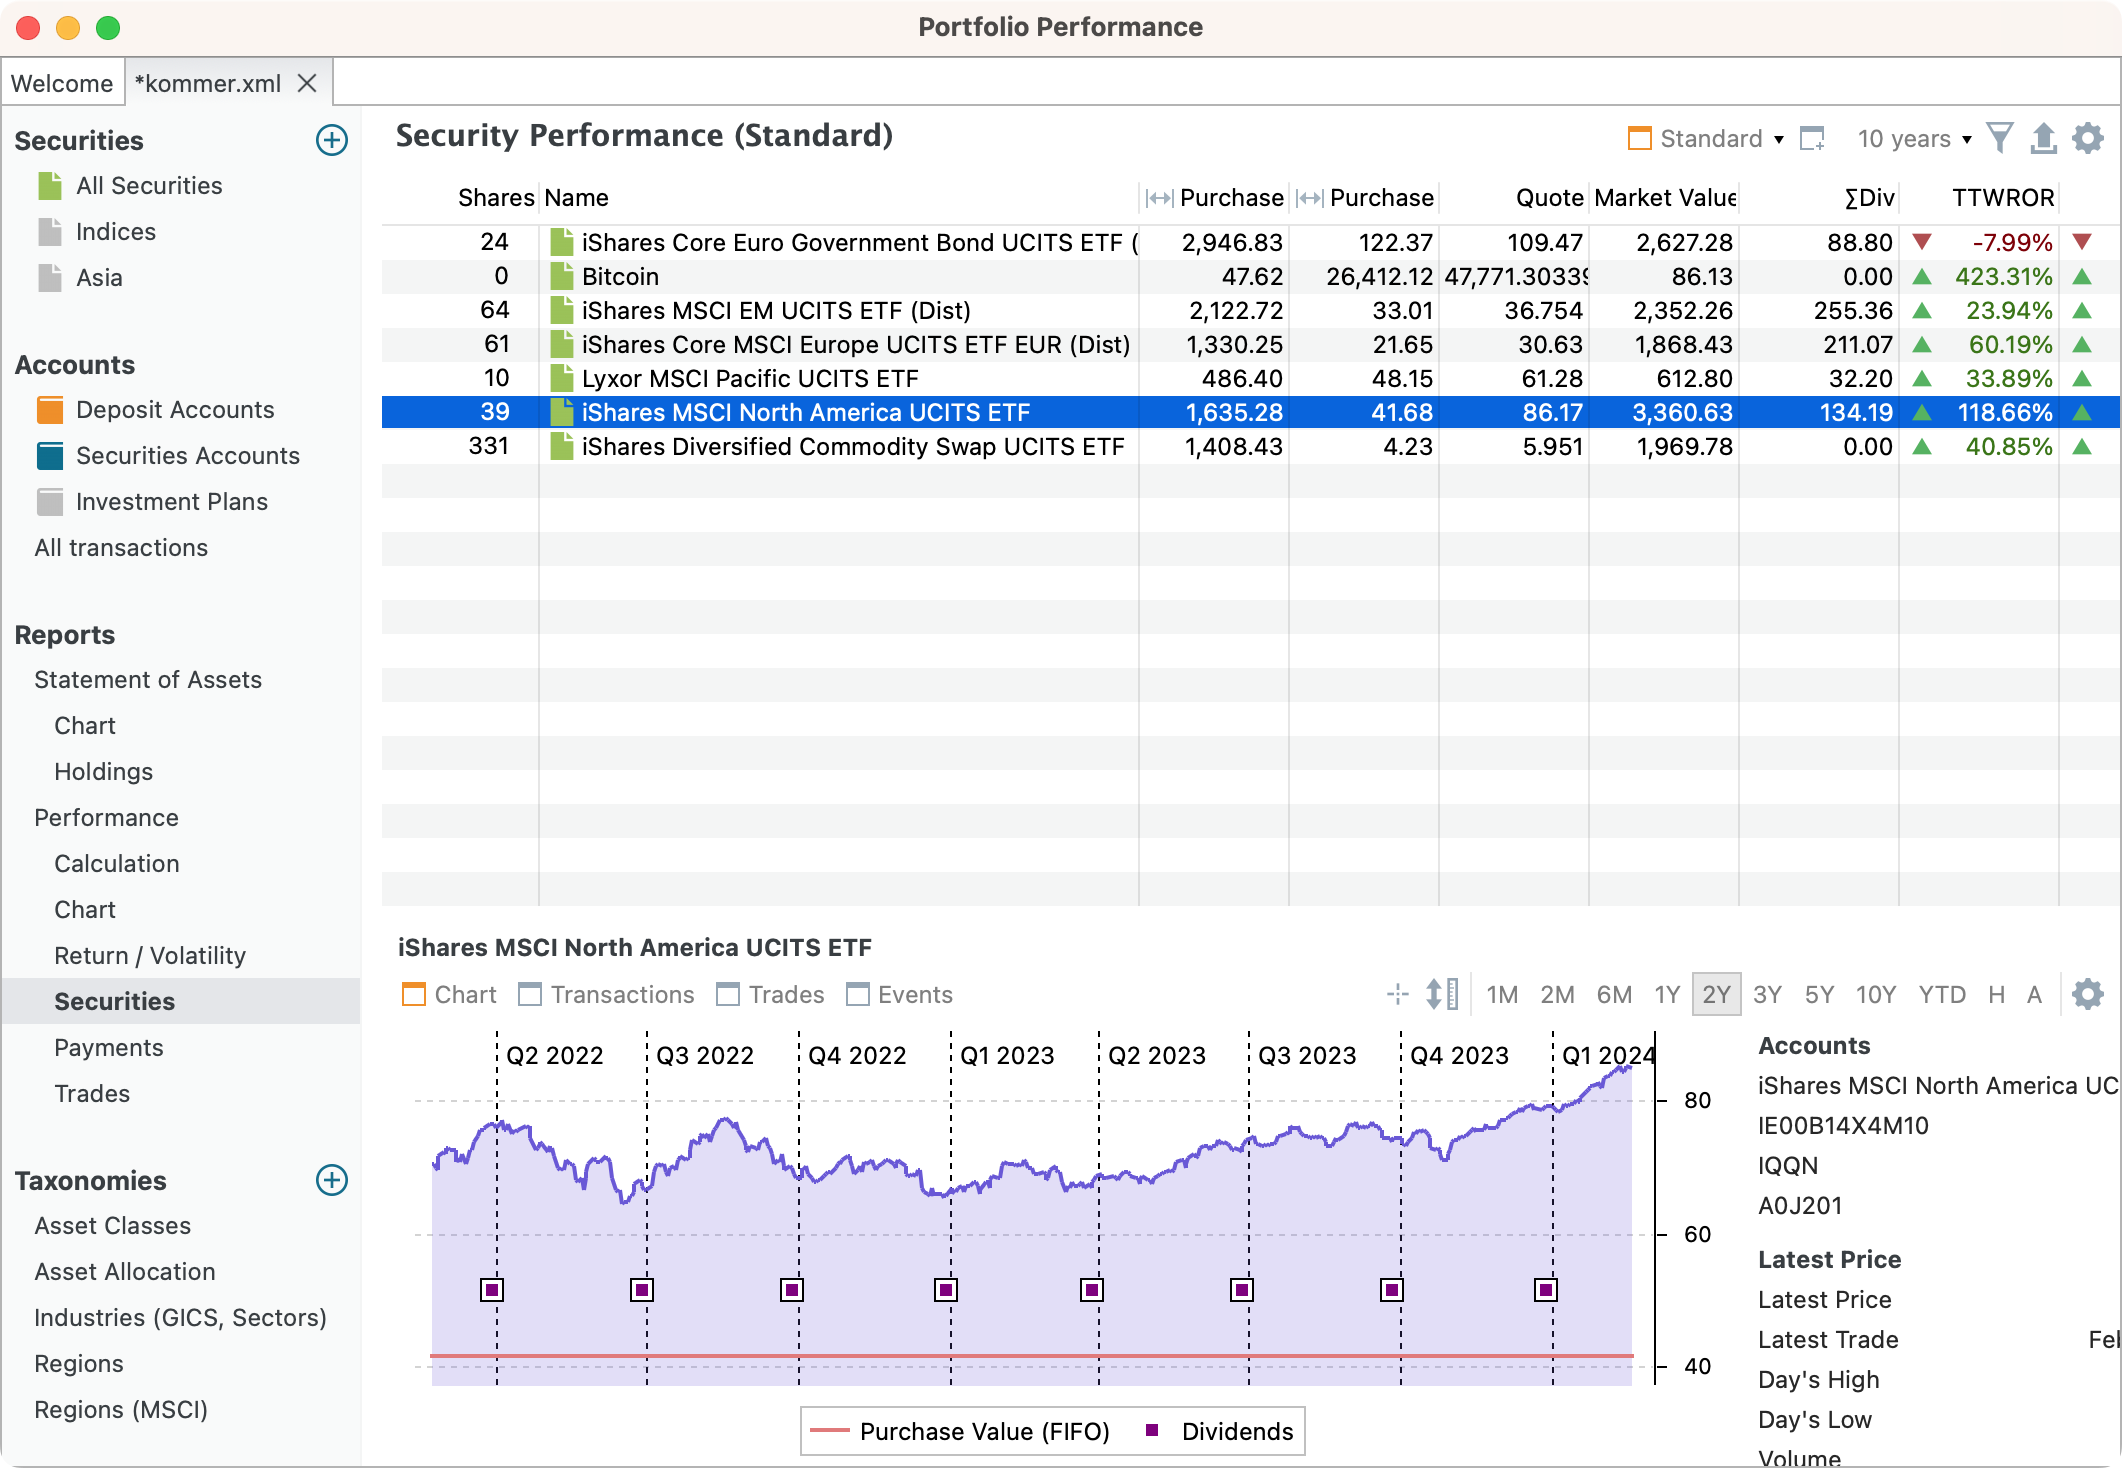 Portfolio Performance
Welcome
*kommer.xml
Securities
All Securities
Indices
Asia
Accounts
Deposit Accounts
Securities Accounts
Investment Plans
All transactions
Reports
Statement of Assets
Chart
Holdings
Performance
Calculation
Chart
Return / Volatility
Securities
Payments
Trades
Taxonomies
Asset Classes
Asset Allocation
Industries (GICS, Sectors)
Regions
Regions (MSCI)
Security Performance (Standard)
Standard
10 years
Shares Name Purchase Purchase Quote Market Value ∑Div TTWROR
24 iShares Core Euro Government Bond UCITS ETF ( 2,946.83 122.37 109.47 2,627.28 88.80 -7.99%
0 Bitcoin 47.62 26,412.12 47,771.30339 86.13 0.00 423.31%
64 iShares MSCI EM UCITS ETF (Dist) 2,122.72 33.01 36.754 2,352.26 255.36 23.94%
61 iShares Core MSCI Europe UCITS ETF EUR (Dist) 1,330.25 21.65 30.63 1,868.43 211.07 60.19%
10 Lyxor MSCI Pacific UCITS ETF 486.40 48.15 61.28 612.80 32.20 33.89%
39 iShares MSCI North America UCITS ETF 1,635.28 41.68 86.17 3,360.63 134.19 118.66%
331 iShares Diversified Commodity Swap UCITS ETF 1,408.43 4.23 5.951 1,969.78 0.00 40.85%
iShares MSCI North America UCITS ETF
Chart Transactions Trades Events
1M 2M 6M 1Y 2Y 3Y 5Y 10Y YTD H A
Q2 2022 Q3 2022 Q4 2022 Q1 2023 Q2 2023 Q3 2023 Q4 2023 Q1 2024
80
60
40
Purchase Value (FIFO) Dividends
Accounts
iShares MSCI North America UC
IE00B14X4M10
IQQN
A0J201
Latest Price
Latest Price
Latest Trade Feb
Day's High
Day's Low
Volume